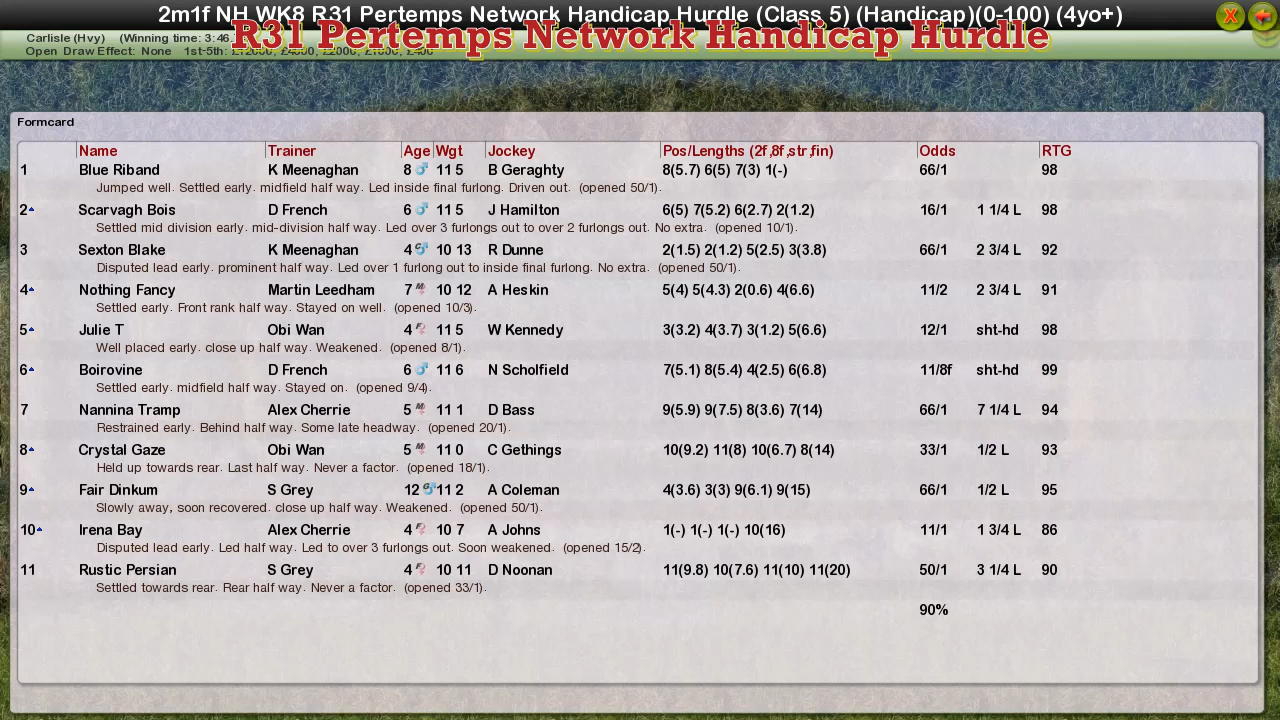 2m1f NH WK8 R31 Pertemps Network Handicap Hurdle (Class 5) (Handicap)(0-100) (4yo+)
R31 Pertemps Network Handicap Hurdle
Carlisle (Hvy) (Winning time: 3:46.
Open Draw Effect: None 1st-5th: £12000, £4000, £2000, £1000, £400
Formcard
Name Trainer Age Wgt Jockey Pos/Lengths (2f,8f,str,fin) Odds RTG
1 Blue Riband K Meenaghan 8 11 5 B Geraghty 8(5.7) 6(5) 7(3) 1(-) 66/1 98
Jumped well. Settled early. midfield half way. Led inside final furlong. Driven out. (opened 50/1).
2 Scarvagh Bois D French 6 11 5 J Hamilton 6(5) 7(5.2) 6(2.7) 2(1.2) 16/1 1 1/4 L 98
Settled mid division early. mid-division half way. Led over 3 furlongs out to over 2 furlongs out. No extra. (opened 10/1).
3 Sexton Blake K Meenaghan 4 10 13 R Dunne 2(1.5) 2(1.2) 5(2.5) 3(3.8) 66/1 2 3/4 L 92
Disputed lead early. prominent half way. Led over 1 furlong out to inside final furlong. No extra. (opened 50/1).
4 Nothing Fancy Martin Leedham 7 10 12 A Heskin 5(4) 5(4.3) 2(0.6) 4(6.6) 11/2 2 3/4 L 91
Settled early. Front rank half way. Stayed on well. (opened 10/3).
5 Julie T Obi Wan 4 11 5 W Kennedy 3(3.2) 4(3.7) 3(1.2) 5(6.6) 12/1 sht-hd 98
Well placed early. close up half way. Weakened. (opened 8/1).
6 Boirovine D French 6 11 6 N Scholfield 7(5.1) 8(5.4) 4(2.5) 6(6.8) 11/8f sht-hd 99
Settled early. midfield half way. Stayed on. (opened 9/4).
7 Nannina Tramp Alex Cherrie 5 11 1 D Bass 9(5.9) 9(7.5) 8(3.6) 7(14) 66/1 7 1/4 L 94
Restrained early. Behind half way. Some late headway. (opened 20/1).
8 Crystal Gaze Obi Wan 5 11 0 C Gethings 10(9.2) 11(8) 10(6.7) 8(14) 33/1 1/2 L 93
Held up towards rear. Last half way. Never a factor. (opened 18/1).
9 Fair Dinkum S Grey 12 11 2 A Coleman 4(3.6) 3(3) 9(6.1) 9(15) 66/1 1/2 L 95
Slowly away, soon recovered. close up half way. Weakened. (opened 50/1).
10 Irena Bay Alex Cherrie 4 10 7 A Johns 1(-) 1(-) 1(-) 10(16) 11/1 1 3/4 L 86
Disputed lead early. Led half way. Led to over 3 furlongs out. Soon weakened. (opened 15/2).
11 Rustic Persian S Grey 4 10 11 D Noonan 11(9.8) 10(7.6) 11(10) 11(20) 50/1 3 1/4 L 90
Settled towards rear. Rear half way. Never a factor. (opened 33/1).
90%